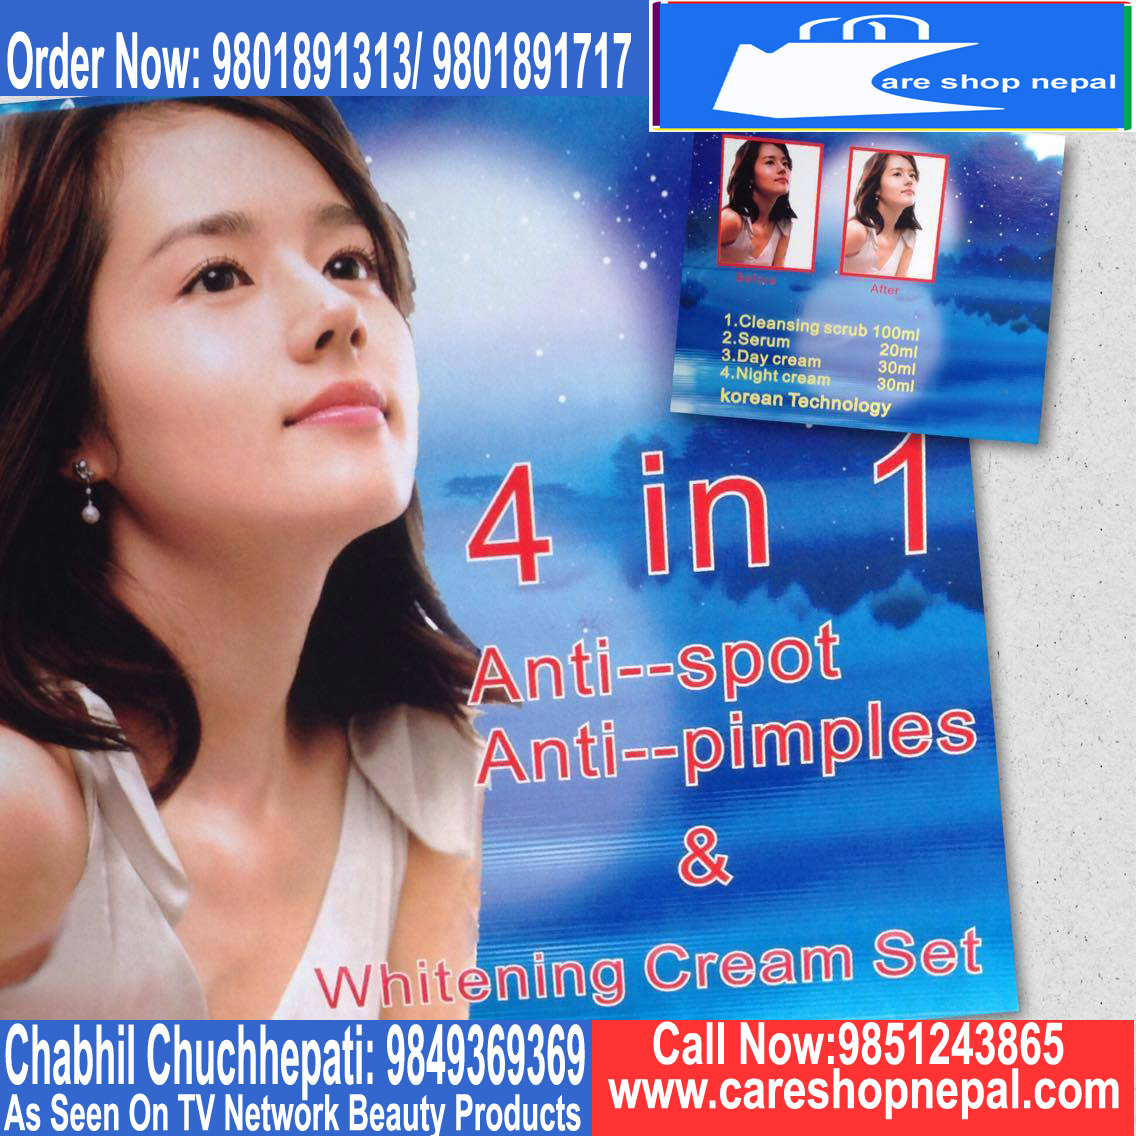 Order Now: 9801891313/ 9801891717
are shop nepal
Before
After
1.Cleansing scrub 100ml
2.Serum 20ml
3.Day cream 30ml
4.Night cream 30ml
korean Technology
4 in 1
Anti--spot
Anti--pimples
&
Whitening Cream Set
Chabhil Chuchhepati: 9849369369
As Seen On TV Network Beauty Products
Call Now:9851243865
www.careshopnepal.com